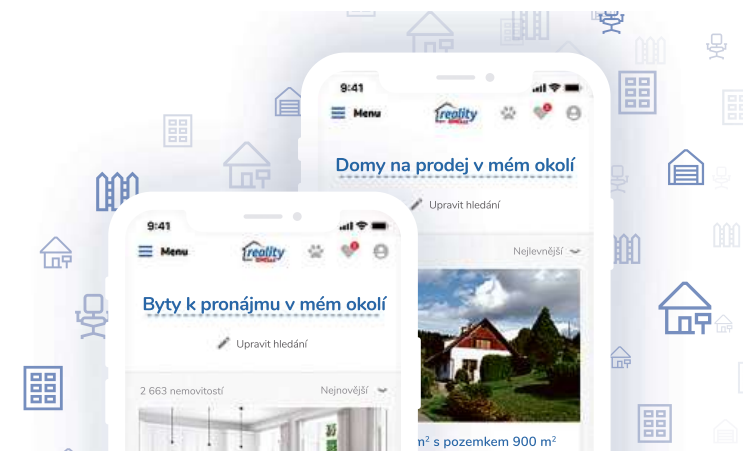 9:41
Menu
reality
Domy na prodej v mém okolí
Upravit hledání
Nejlevnější
m² s pozemkem 900 m²
9:41
Menu
reality
Byty k pronájmu v mém okolí
Upravit hledání
2 663 nemovitostí
Nejnovější